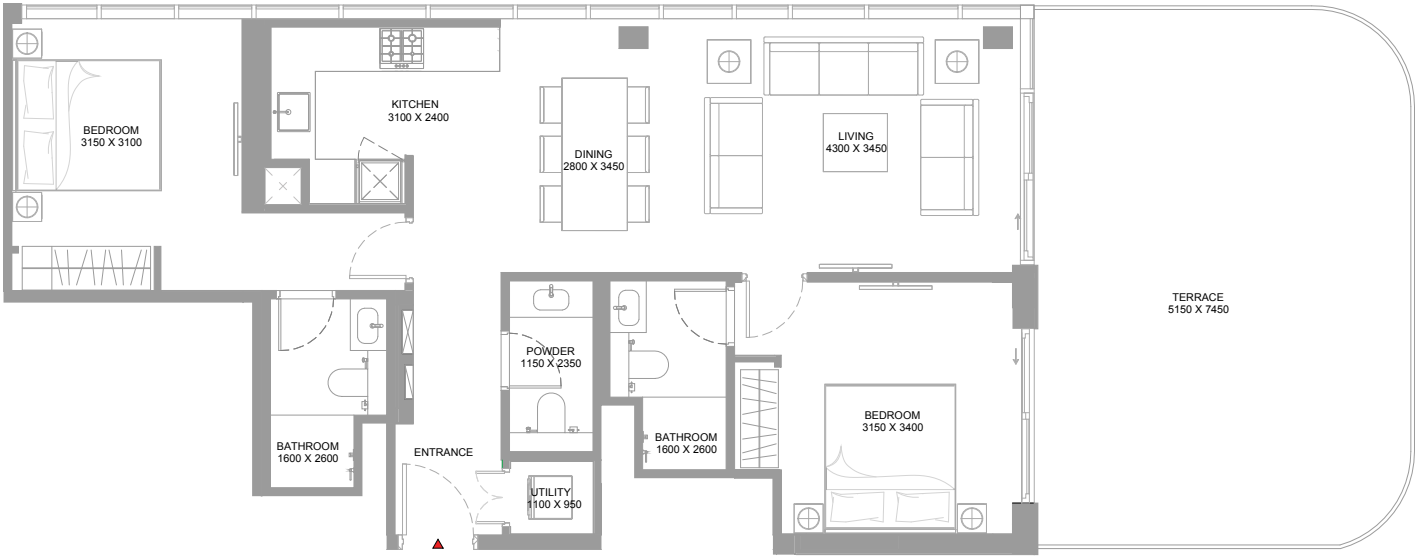 BEDROOM
3150 X 3100
KITCHEN
3100 X 2400
DINING
2800 X 3450
LIVING
4300 X 3450
TERRACE
5150 X 7450
POWDER
1150 X 2350
BEDROOM
3150 X 3400
BATHROOM
1600 X 2600
ENTRANCE
BATHROOM
1600 X 2600
UTILITY
1100 X 950